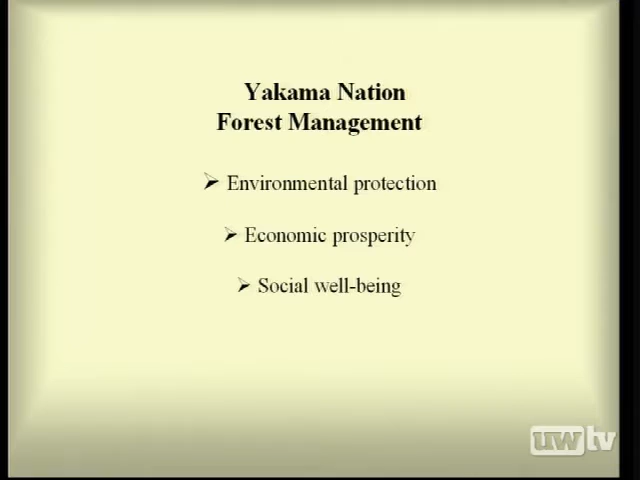 Yakama Nation
Forest Management
➢ Environmental protection
➢ Economic prosperity
➢ Social well-being
uwtv